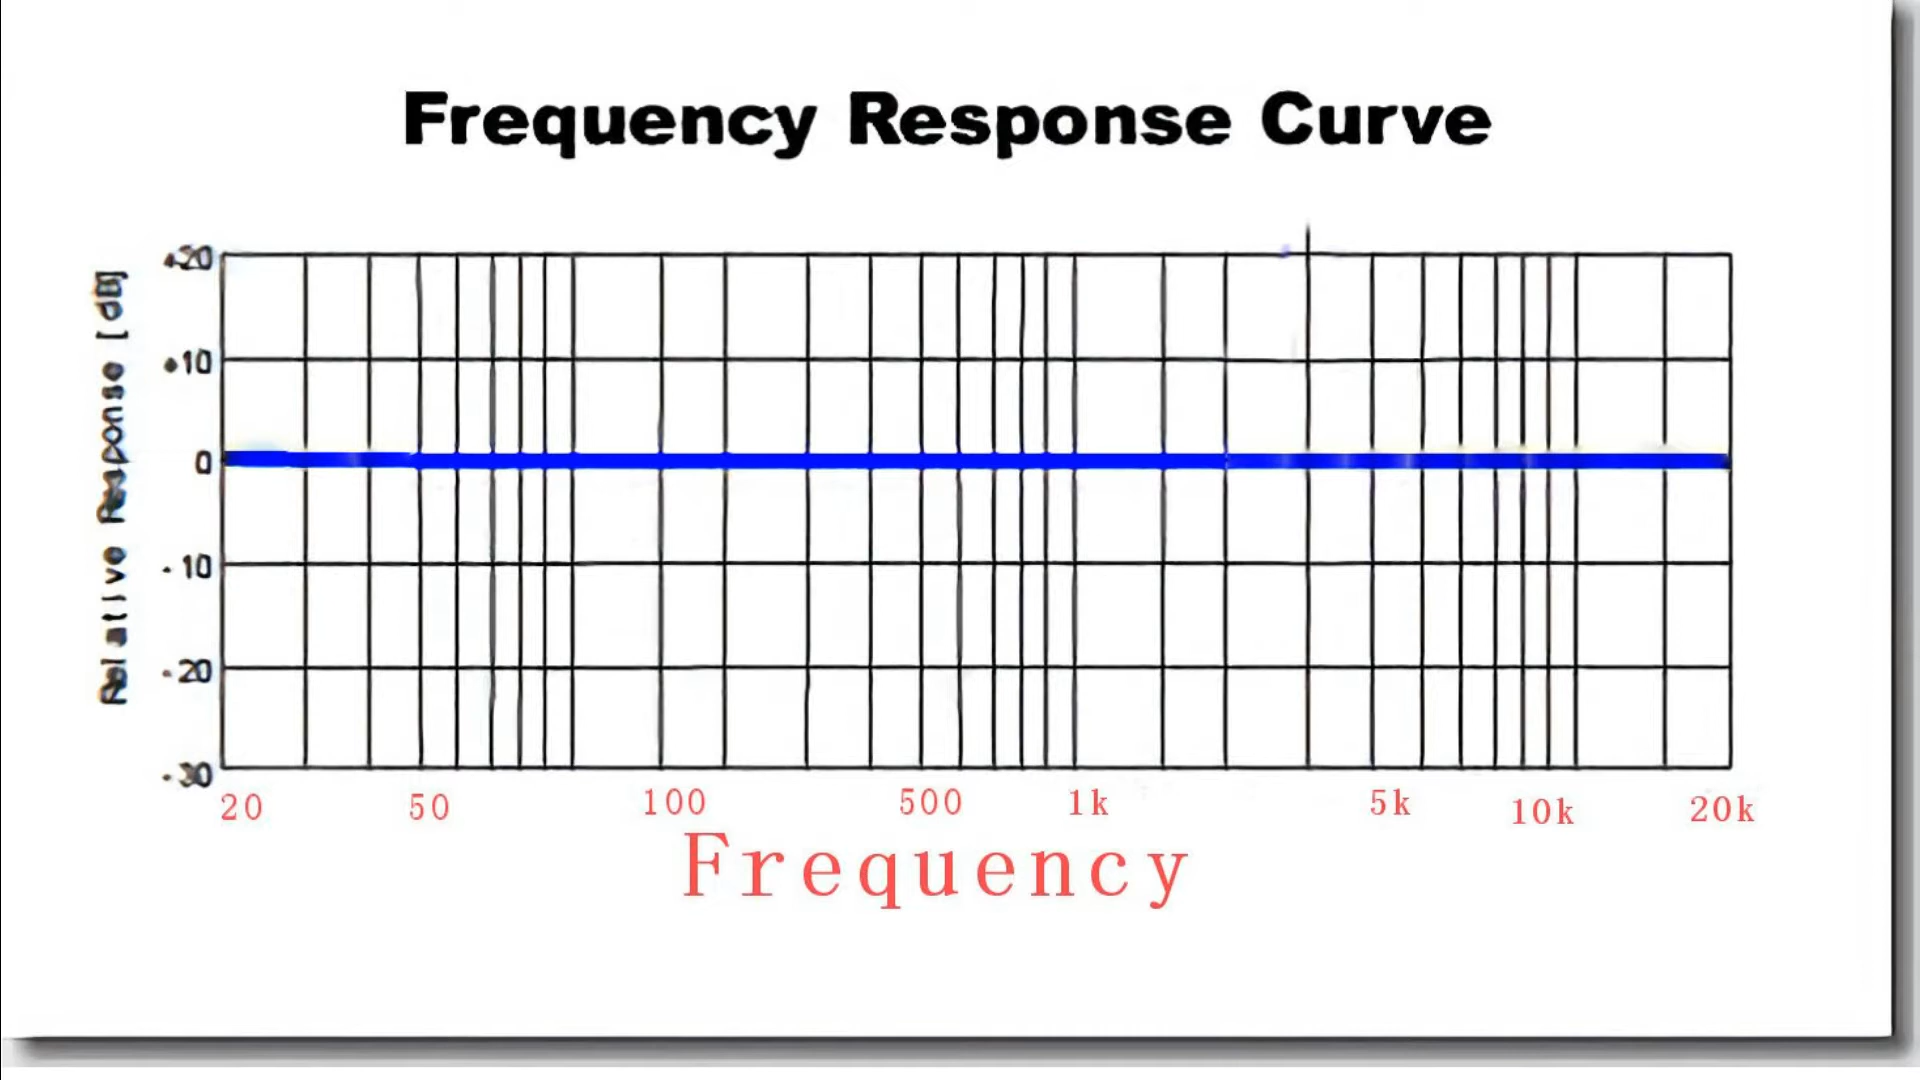 Frequency Response Curve
Relative Response [dB]
+20
+10
0
-10
-20
-30
20 50 100 500 1k 5k 10k 20k
Frequency